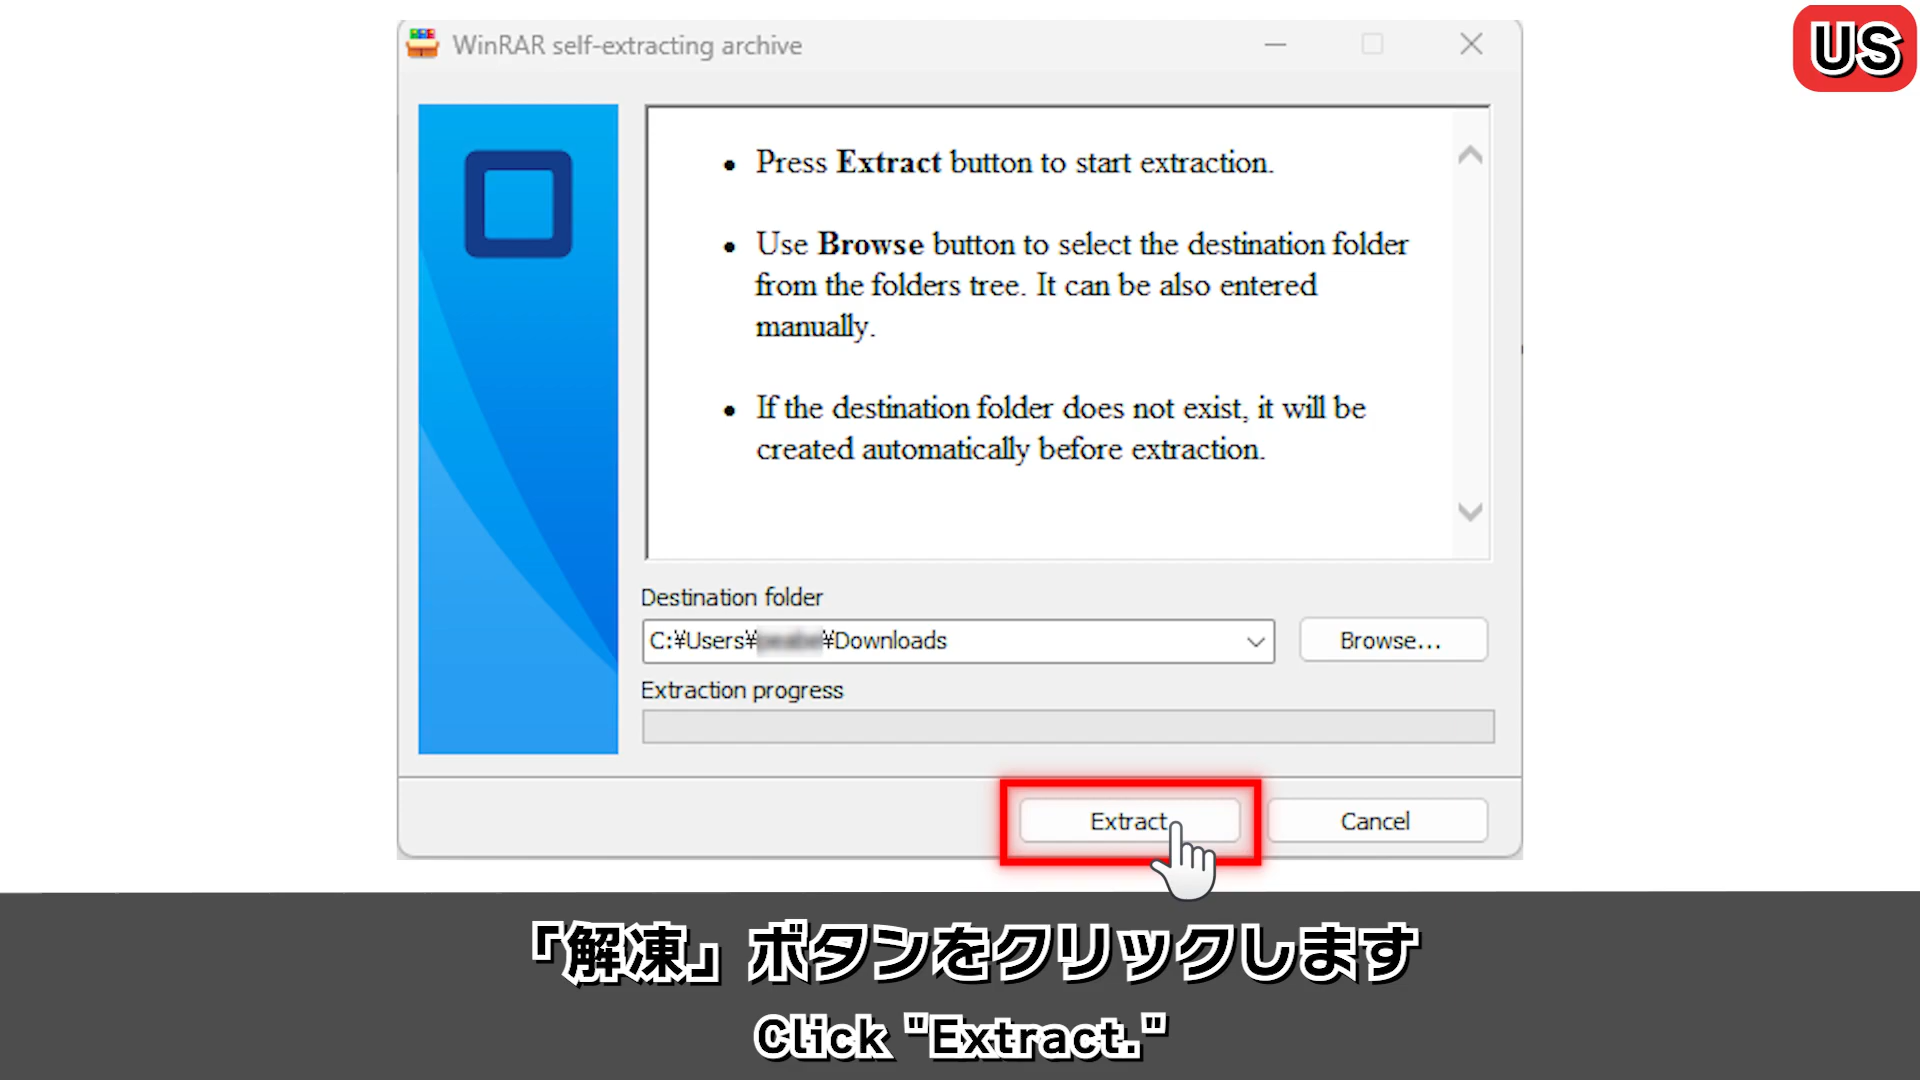 WinRAR self-extracting archive
US
• Press Extract button to start extraction.
• Use Browse button to select the destination folder
from the folders tree. It can be also entered
manually.
• If the destination folder does not exist, it will be
created automatically before extraction.
Destination folder
C:¥Users¥ ¥Downloads
Browse...
Extraction progress
Extract
Cancel
「解凍」ボタンをクリックします
Click "Extract."